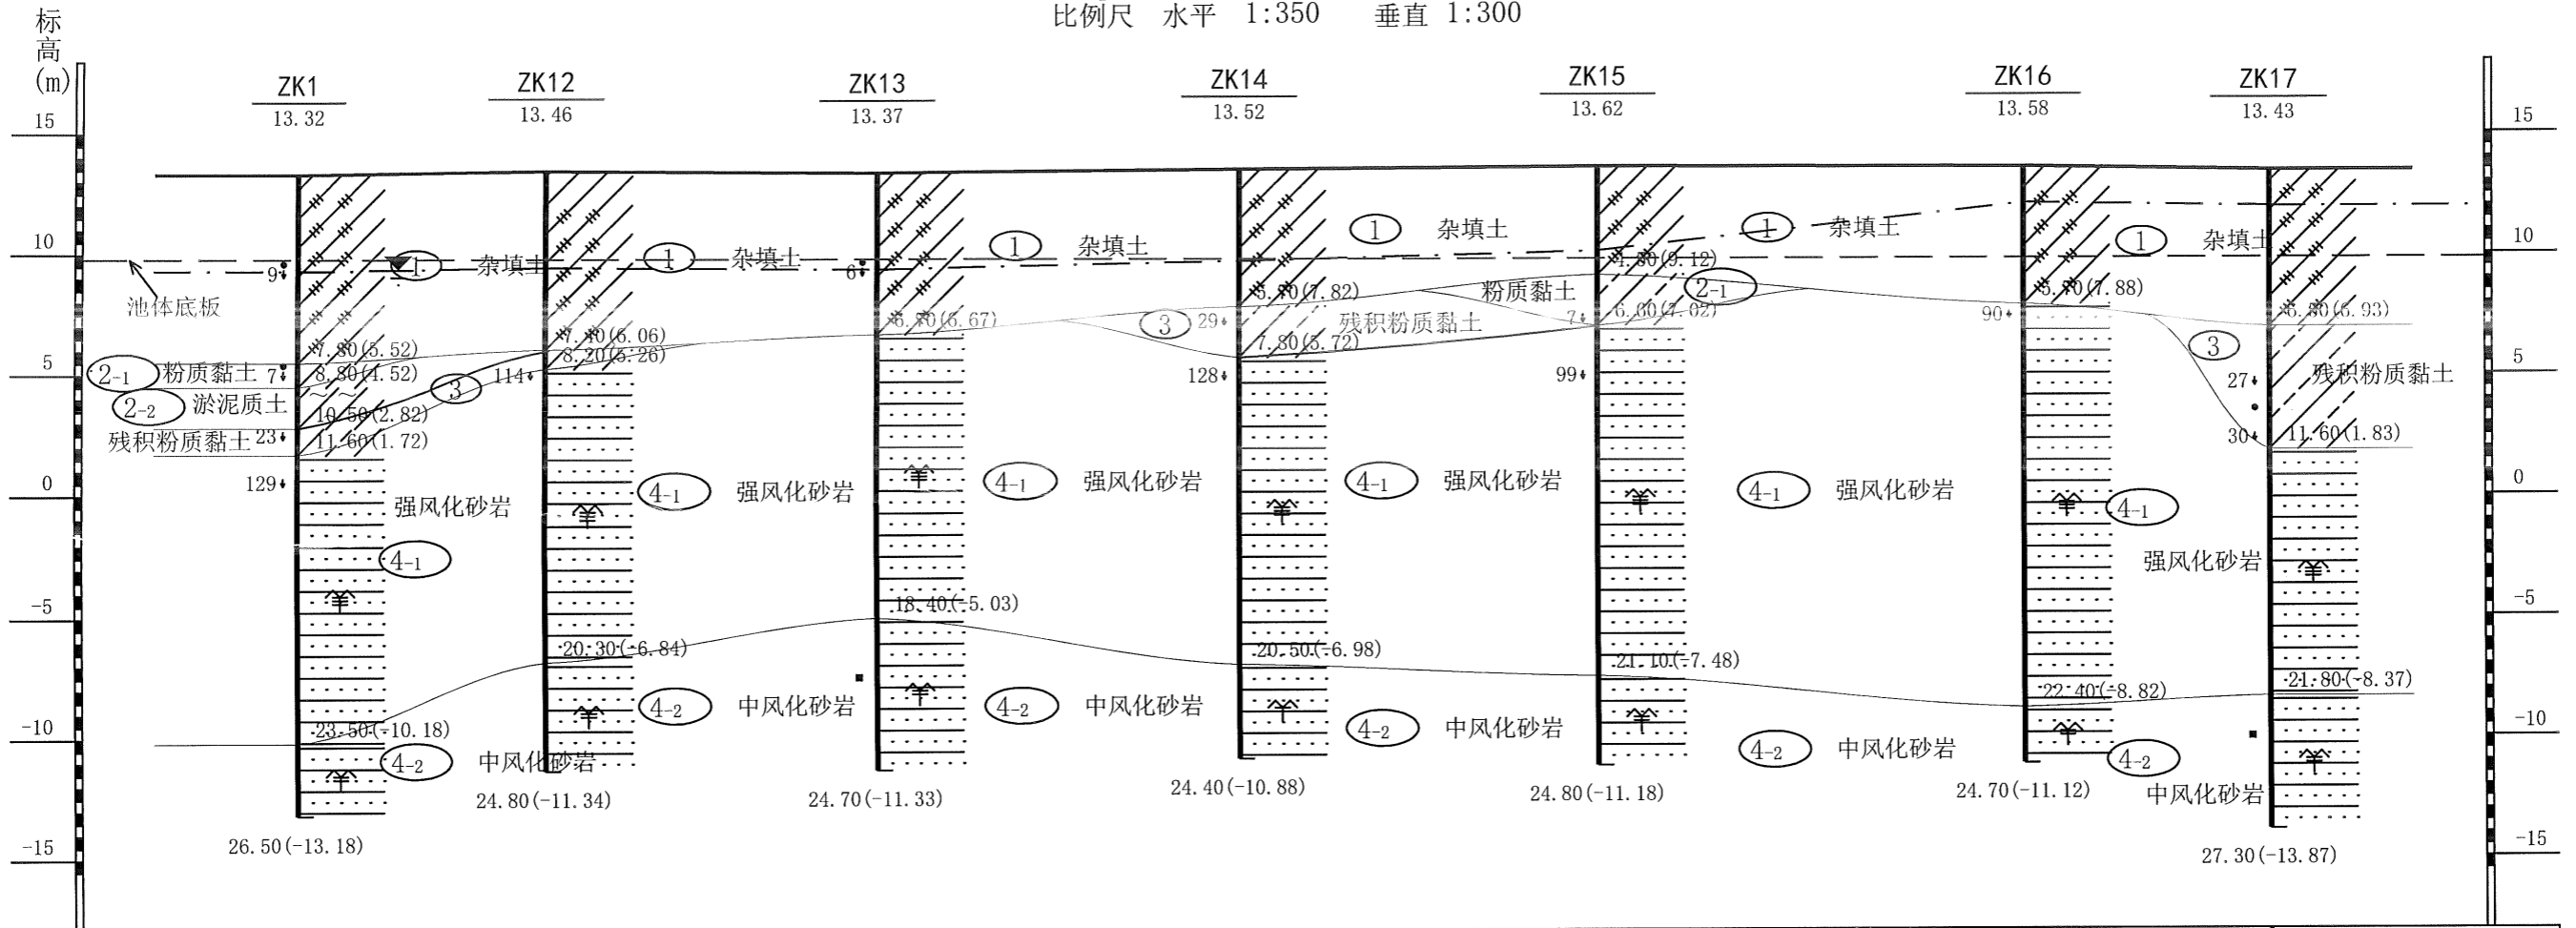 比例尺 水平 1:350 垂直 1:300
标高(m)
ZK1 ZK12 ZK13 ZK14 ZK15 ZK16 ZK17
13.32 13.46 13.37 13.52 13.62 13.58 13.43
15 15
10 10
① 杂填土 ① 杂填土 ① 杂填土 ① 杂填土 ① 杂填土 ① 杂填土
9 6
池体底板
4.80(9.12)
粉质黏土 2-1
5.70(7.82) 5.70(7.88)
6.70(6.67) ③ 29 残积粉质黏土 7 6.60(7.02) 90 6.50(6.93)
7.80(5.52) 7.40(6.06) 7.80(5.72) ③
8.20(5.26)
5 5
2-1 粉质黏土 7 8.80(4.52) 114 128 99 27 残积粉质黏土
③
2-2 淤泥质土
10.50(2.82)
残积粉质黏土 23 11.60(1.72) 30 11.60(1.83)
0 0
129
强风化砂岩 4-1 强风化砂岩 4-1 强风化砂岩 4-1 强风化砂岩 4-1 强风化砂岩 4-1
4-1 强风化砂岩
-5 -5
18.40(-5.03)
20.30(-6.84) 20.50(-6.98) 21.10(-7.48)
22.40(-8.82) 21.80(-8.37)
4-2 中风化砂岩 4-2 中风化砂岩 4-2 中风化砂岩 4-2 中风化砂岩
-10 -10
23.50(-10.18)
4-2 中风化砂岩 4-2 中风化砂岩
24.80(-11.34) 24.70(-11.33) 24.40(-10.88) 24.80(-11.18) 24.70(-11.12)
-15 -15
26.50(-13.18) 27.30(-13.87)